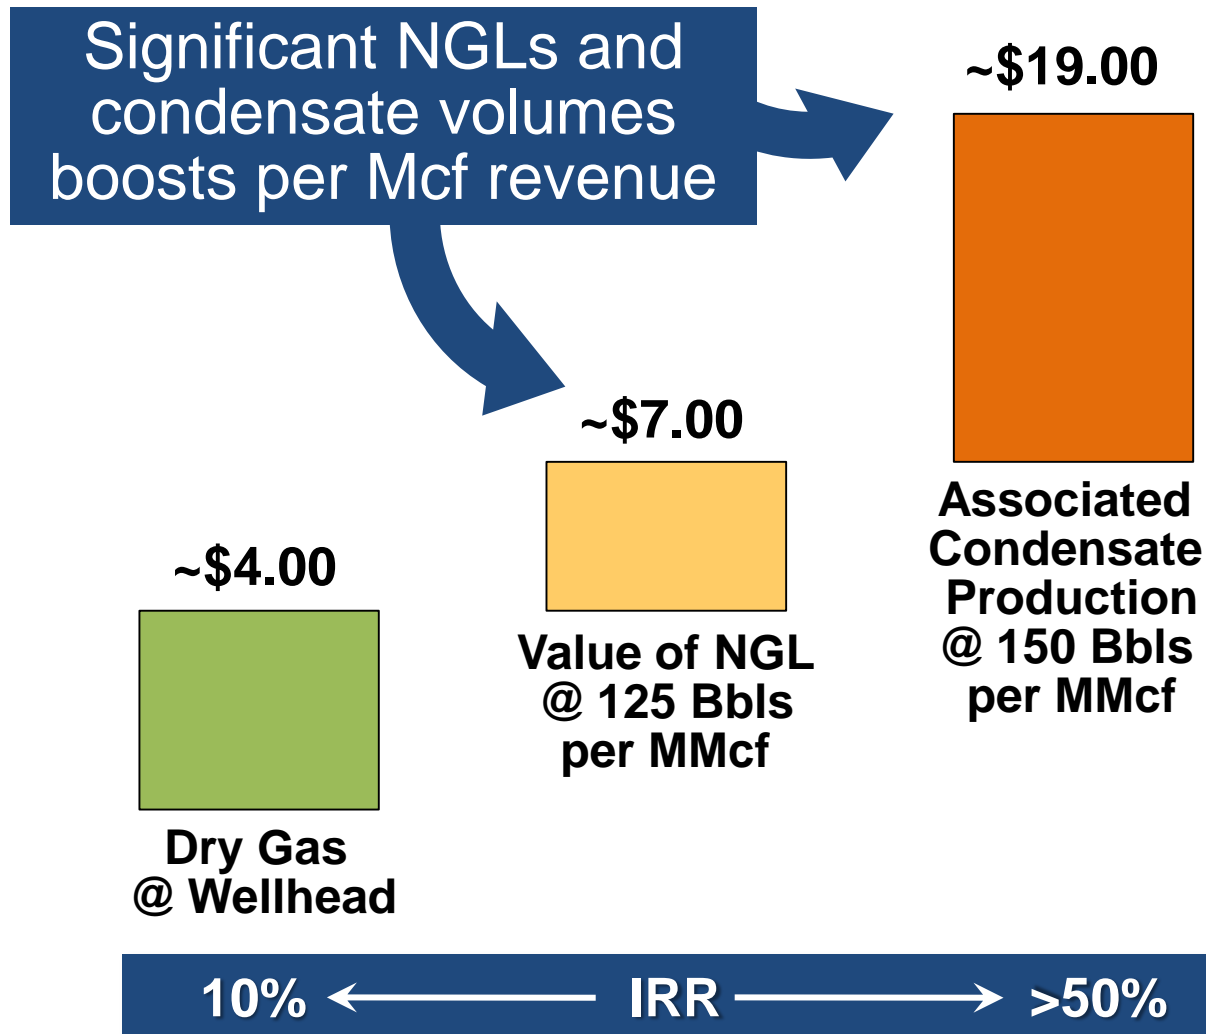 Significant NGLs and
condensate volumes
boosts per Mcf revenue
~$19.00
~$7.00
~$4.00
Associated
Condensate
Production
@ 150 Bbls
per MMcf
Value of NGL
@ 125 Bbls
per MMcf
Dry Gas
@ Wellhead
10% IRR >50%